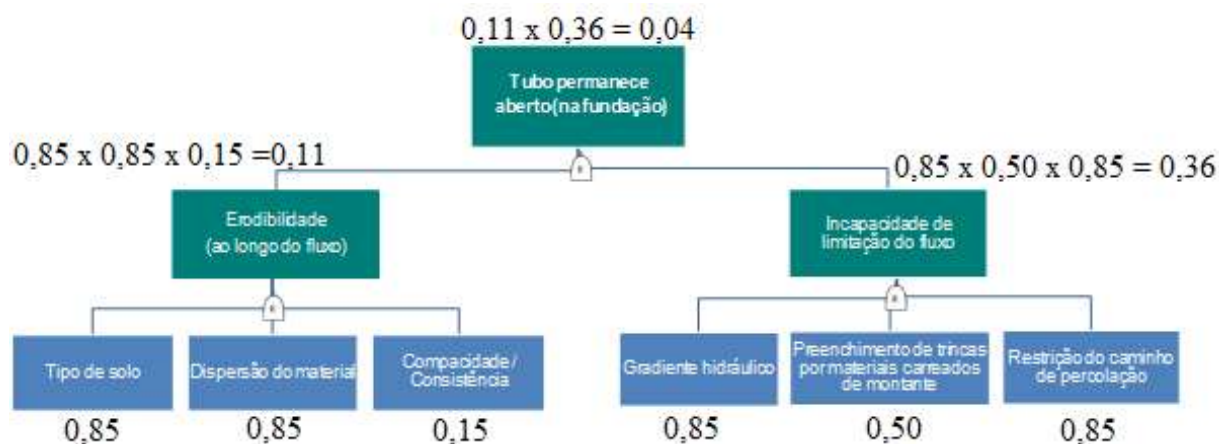 0,11 x 0,36 = 0,04
Tubo permanece
aberto(na fundação)
0,85 x 0,85 x 0,15 =0,11
0,85 x 0,50 x 0,85 = 0,36
Erodibilidade
(ao longo do fluxo)
Incapacidade de
limitação do fluxo
Tipo de solo
Dispersão do material
Compacidade /
Consistência
Gradiente hidráulico
Preenchimento de trincas
por materiais carreados
de montante
Restrição do caminho
de percolação
0,85
0,85
0,15
0,85
0,50
0,85